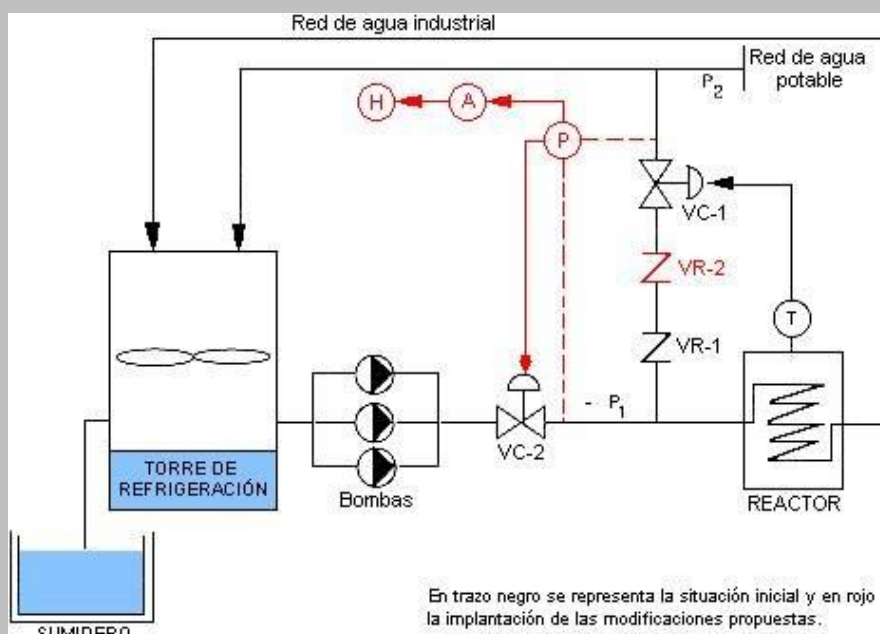 Red de agua industrial
Red de agua
potable
P2
H
A
P
VC-1
VR-2
T
VR-1
- P1
VC-2
TORRE DE
REFRIGERACIÓN
Bombas
REACTOR
En trazo negro se representa la situación inicial y en rojo
la implantación de las modificaciones propuestas.
SUMIDERO